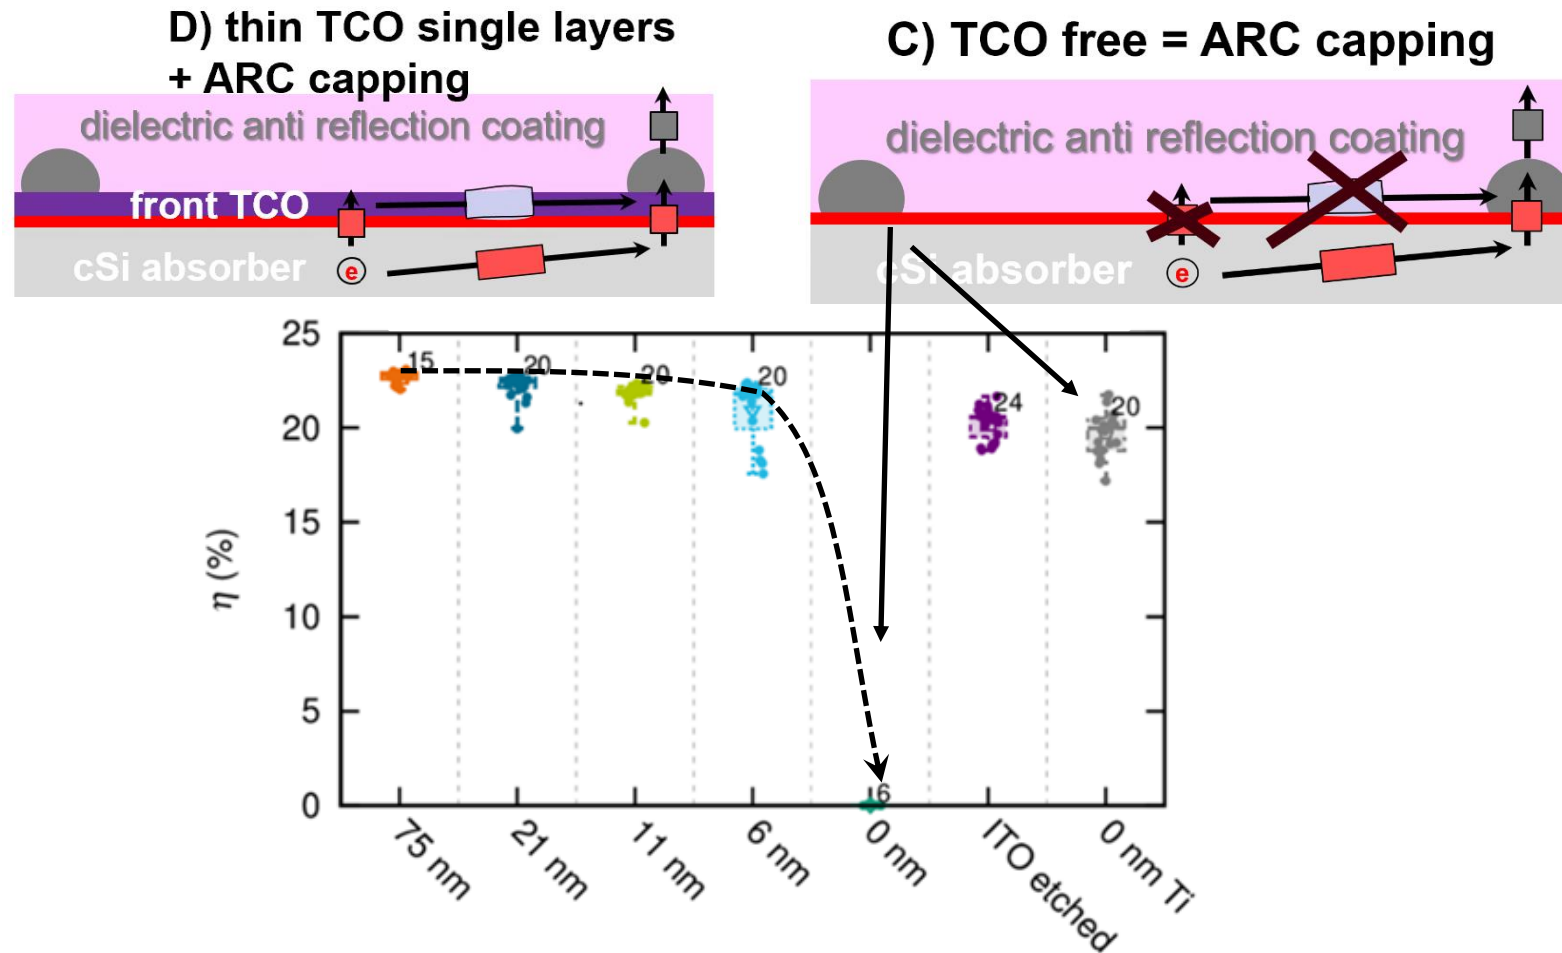 D) thin TCO single layers
+ ARC capping
dielectric anti reflection coating
front TCO
cSi absorber
e
C) TCO free = ARC capping
dielectric anti reflection coating
cSi absorber
e
η (%)
25
20
15
10
5
0
15
20
20
20
6
24
20
75 nm
21 nm
11 nm
6 nm
0 nm
ITO etched
0 nm Ti